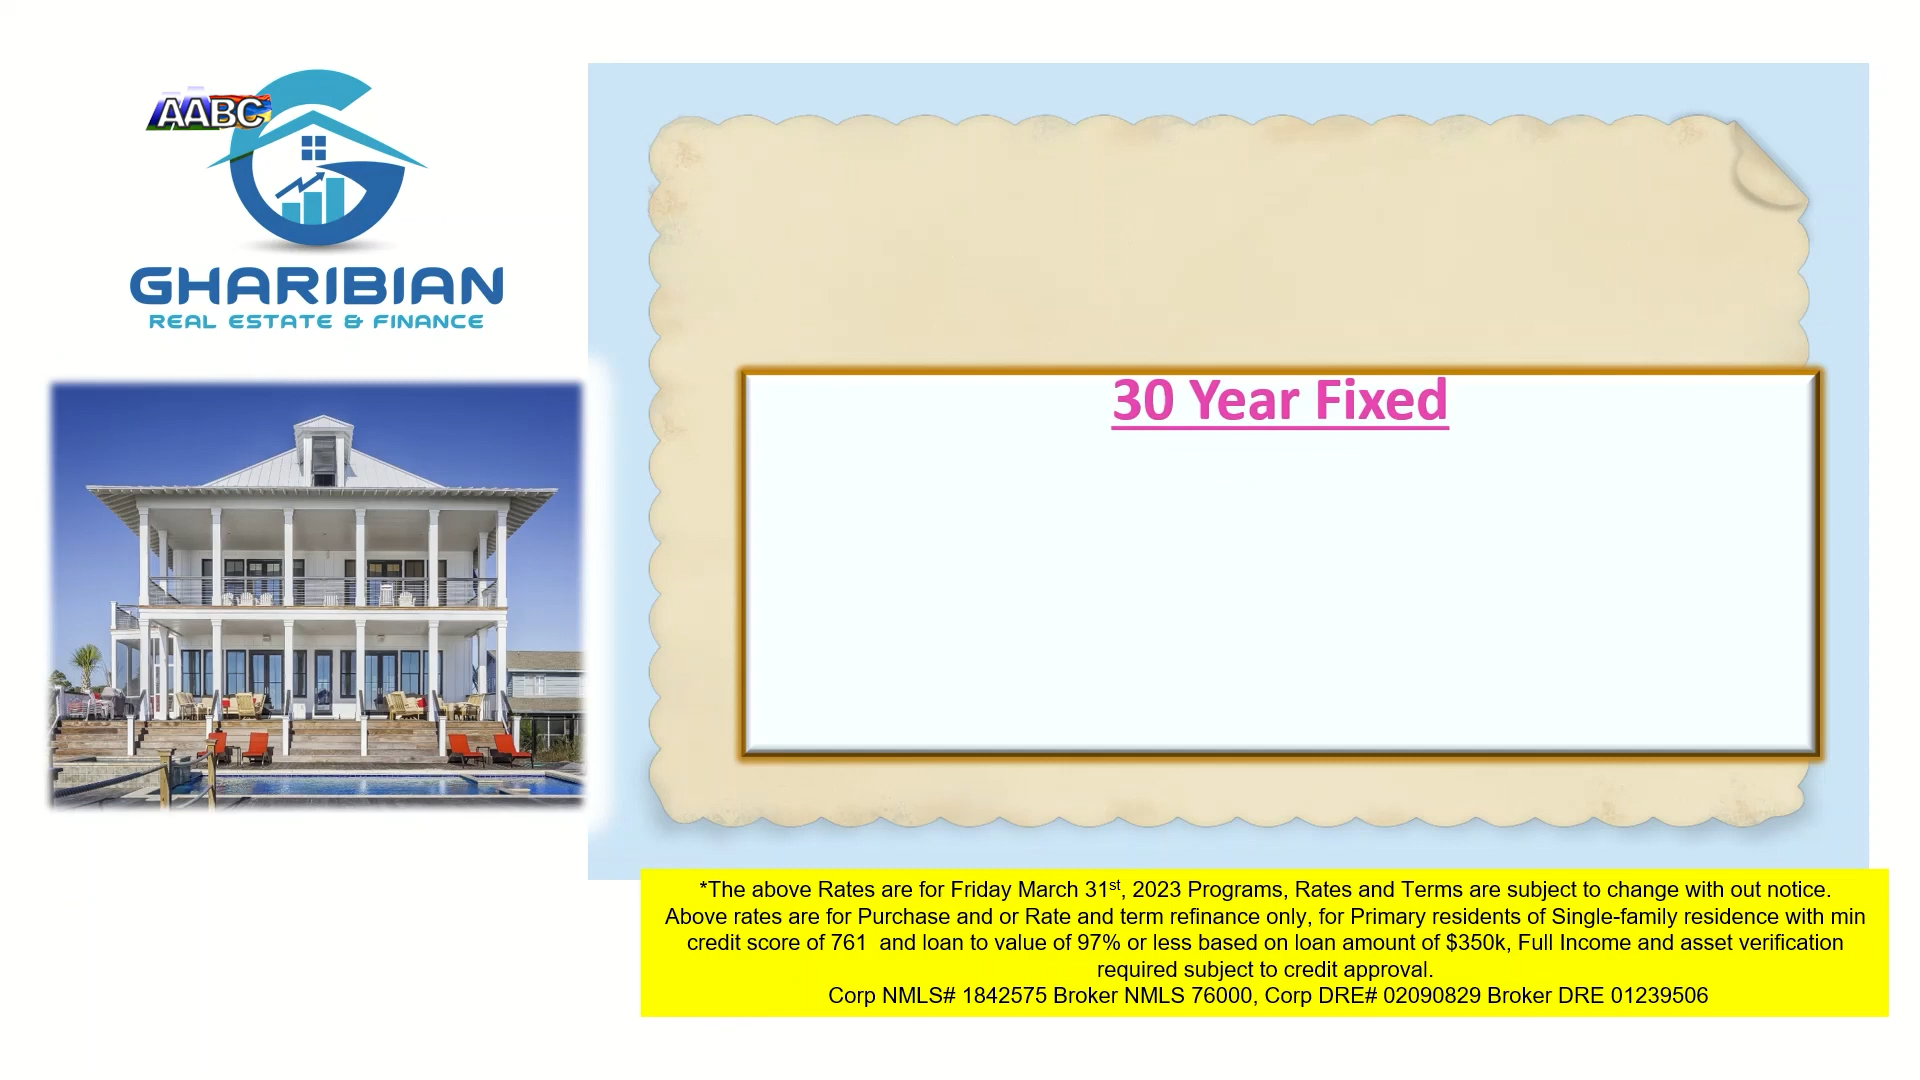 AABC
GHARIBIAN
REAL ESTATE & FINANCE
30 Year Fixed
*The above Rates are for Friday March 31st, 2023 Programs, Rates and Terms are subject to change with out notice.
Above rates are for Purchase and or Rate and term refinance only, for Primary residents of Single-family residence with min
credit score of 761 and loan to value of 97% or less based on loan amount of $350k, Full Income and asset verification
required subject to credit approval.
Corp NMLS# 1842575 Broker NMLS 76000, Corp DRE# 02090829 Broker DRE 01239506